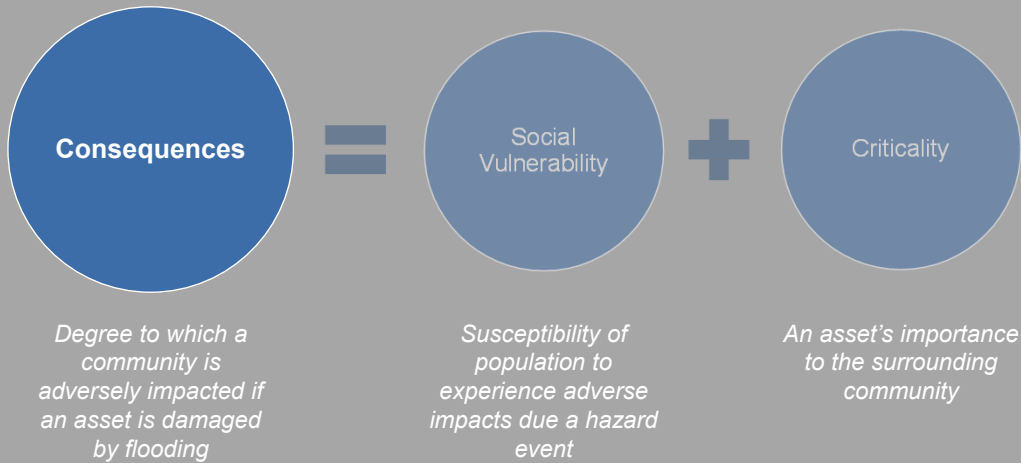 Consequences
Social
Vulnerability
Criticality
Degree to which a
community is
adversely impacted if
an asset is damaged
by flooding
Susceptibility of
population to
experience adverse
impacts due a hazard
event
An asset's importance
to the surrounding
community